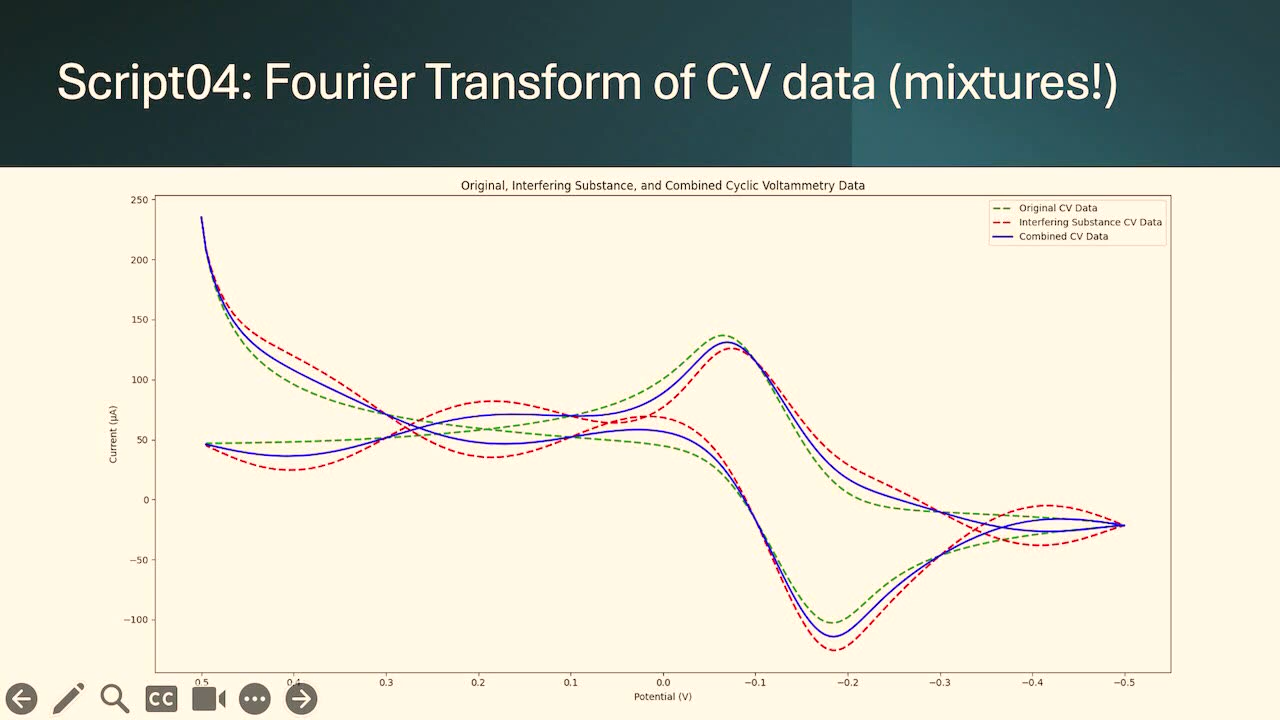 Script04: Fourier Transform of CV data (mixtures!)
Original, Interfering Substance, and Combined Cyclic Voltammetry Data
Original CV Data
Interfering Substance CV Data
Combined CV Data
250
200
150
100
50
0
−50
−100
Current (μA)
0.5 0.4 0.3 0.2 0.1 0.0 −0.1 −0.2 −0.3 −0.4 −0.5
Potential (V)
CC